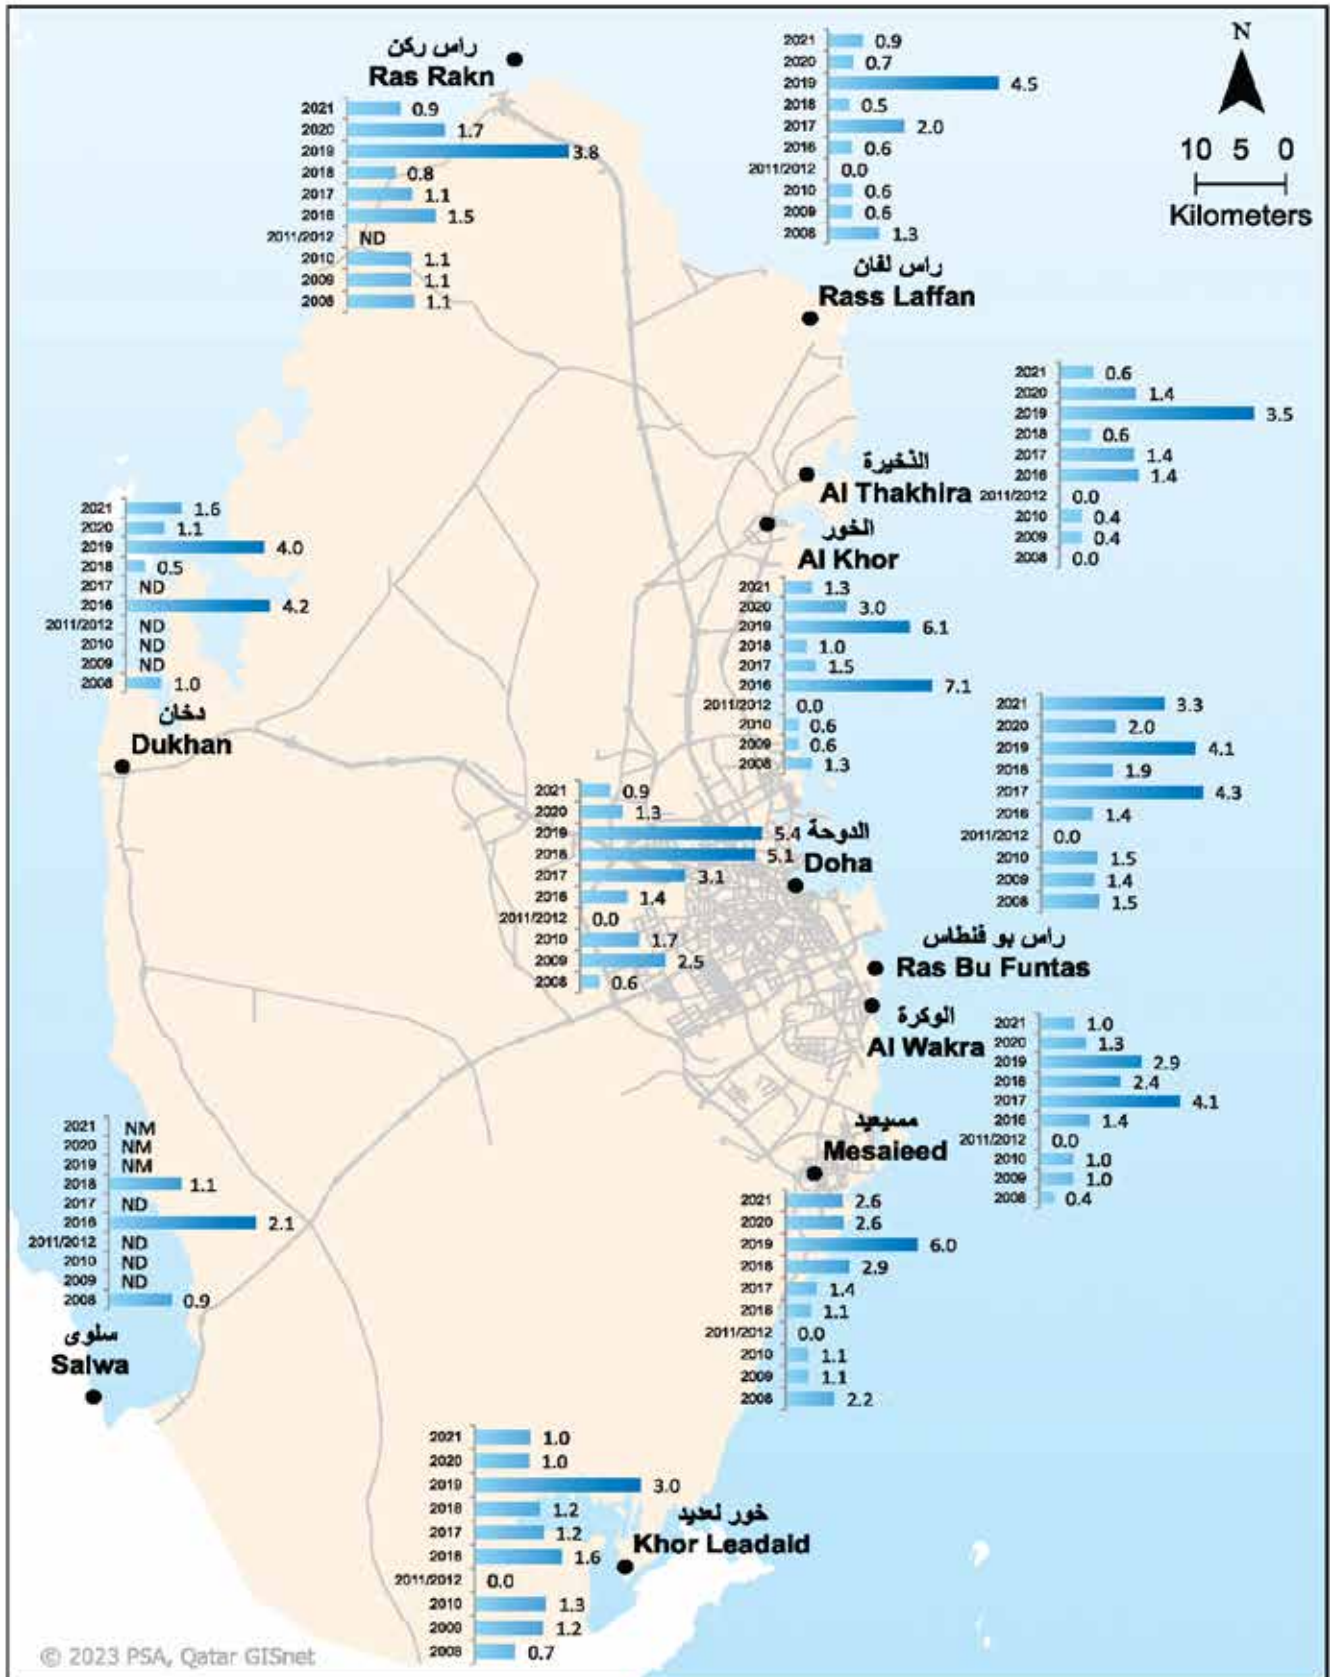 راس ركن
Ras Rakn
2021 0.9
2020 1.7
2019 3.8
2018 0.8
2017 1.1
2016 1.5
2011/2012 ND
2010 1.1
2009 1.1
2008 1.1
2021 0.9
2020 0.7
2019 4.5
2018 0.5
2017 2.0
2016 0.6
2011/2012 0.0
2010 0.6
2009 0.6
2008 1.3
راس لفان
Rass Laffan
N
10 5 0
Kilometers
2021 0.6
2020 1.4
2019 3.5
2018 0.6
2017 1.4
2016 1.4
2011/2012 0.0
2010 0.4
2009 0.4
2008 0.0
الذخيرة
Al Thakhira
الخور
Al Khor
2021 1.3
2020 3.0
2019 6.1
2018 1.0
2017 1.5
2016 7.1
2011/2012 0.0
2010 0.6
2009 0.6
2008 1.3
2021 1.6
2020 1.1
2019 4.0
2018 0.5
2017 ND
2016 4.2
2011/2012 ND
2010 ND
2009 ND
2008 1.0
دخان
Dukhan
2021 0.9
2020 1.3
2019 5.4
2018 5.1
2017 3.1
2016 1.4
2011/2012 0.0
2010 1.7
2009 2.5
2008 0.6
الدوحة
Doha
2021 3.3
2020 2.0
2019 4.1
2018 1.9
2017 4.3
2016 1.4
2011/2012 0.0
2010 1.5
2009 1.4
2008 1.5
راس بو فنطاس
Ras Bu Funtas
الوكرة
Al Wakra
2021 1.0
2020 1.3
2019 2.9
2018 2.4
2017 4.1
2016 1.4
2011/2012 0.0
2010 1.0
2009 1.0
2008 0.4
مسيعيد
Mesaieed
2021 2.6
2020 2.6
2019 6.0
2018 2.9
2017 1.4
2016 1.1
2011/2012 0.0
2010 1.1
2009 1.1
2008 2.2
2021 NM
2020 NM
2019 NM
2018 1.1
2017 ND
2016 2.1
2011/2012 ND
2010 ND
2009 ND
2008 0.9
سلوى
Salwa
2021 1.0
2020 1.0
2019 3.0
2018 1.2
2017 1.2
2016 1.6
2011/2012 0.0
2010 1.3
2009 1.2
2008 0.7
خور لعديد
Khor Leadaid
© 2023 PSA, Qatar GISnet